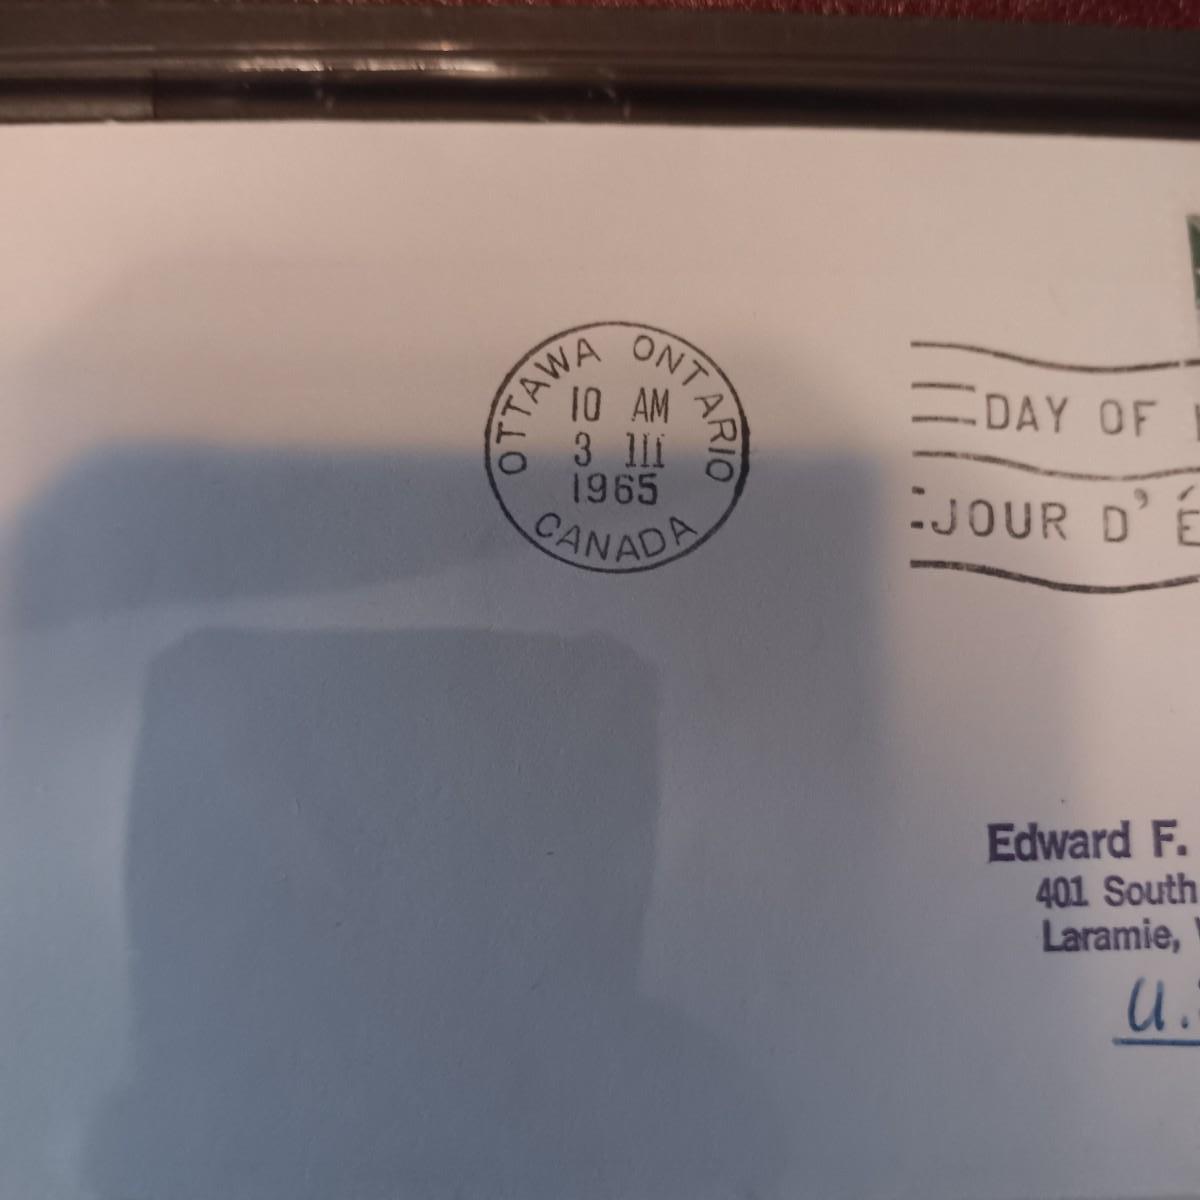 OTTAWA ONTARIO
10 AM
3 III
1965
CANADA
DAY OF
JOUR D'É
Edward F.
401 South
Laramie,
U.